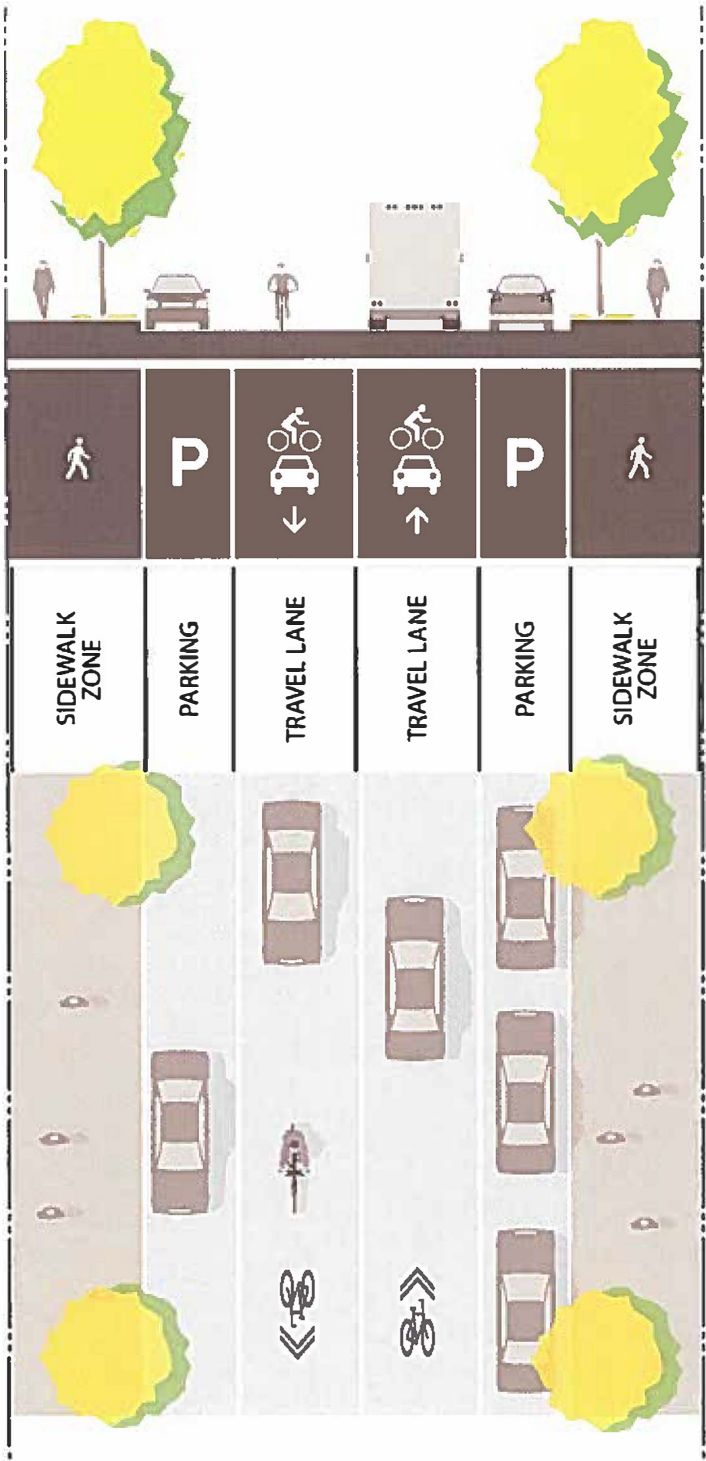 P
P
SIDEWALK
ZONE
PARKING
TRAVEL LANE
TRAVEL LANE
PARKING
SIDEWALK
ZONE